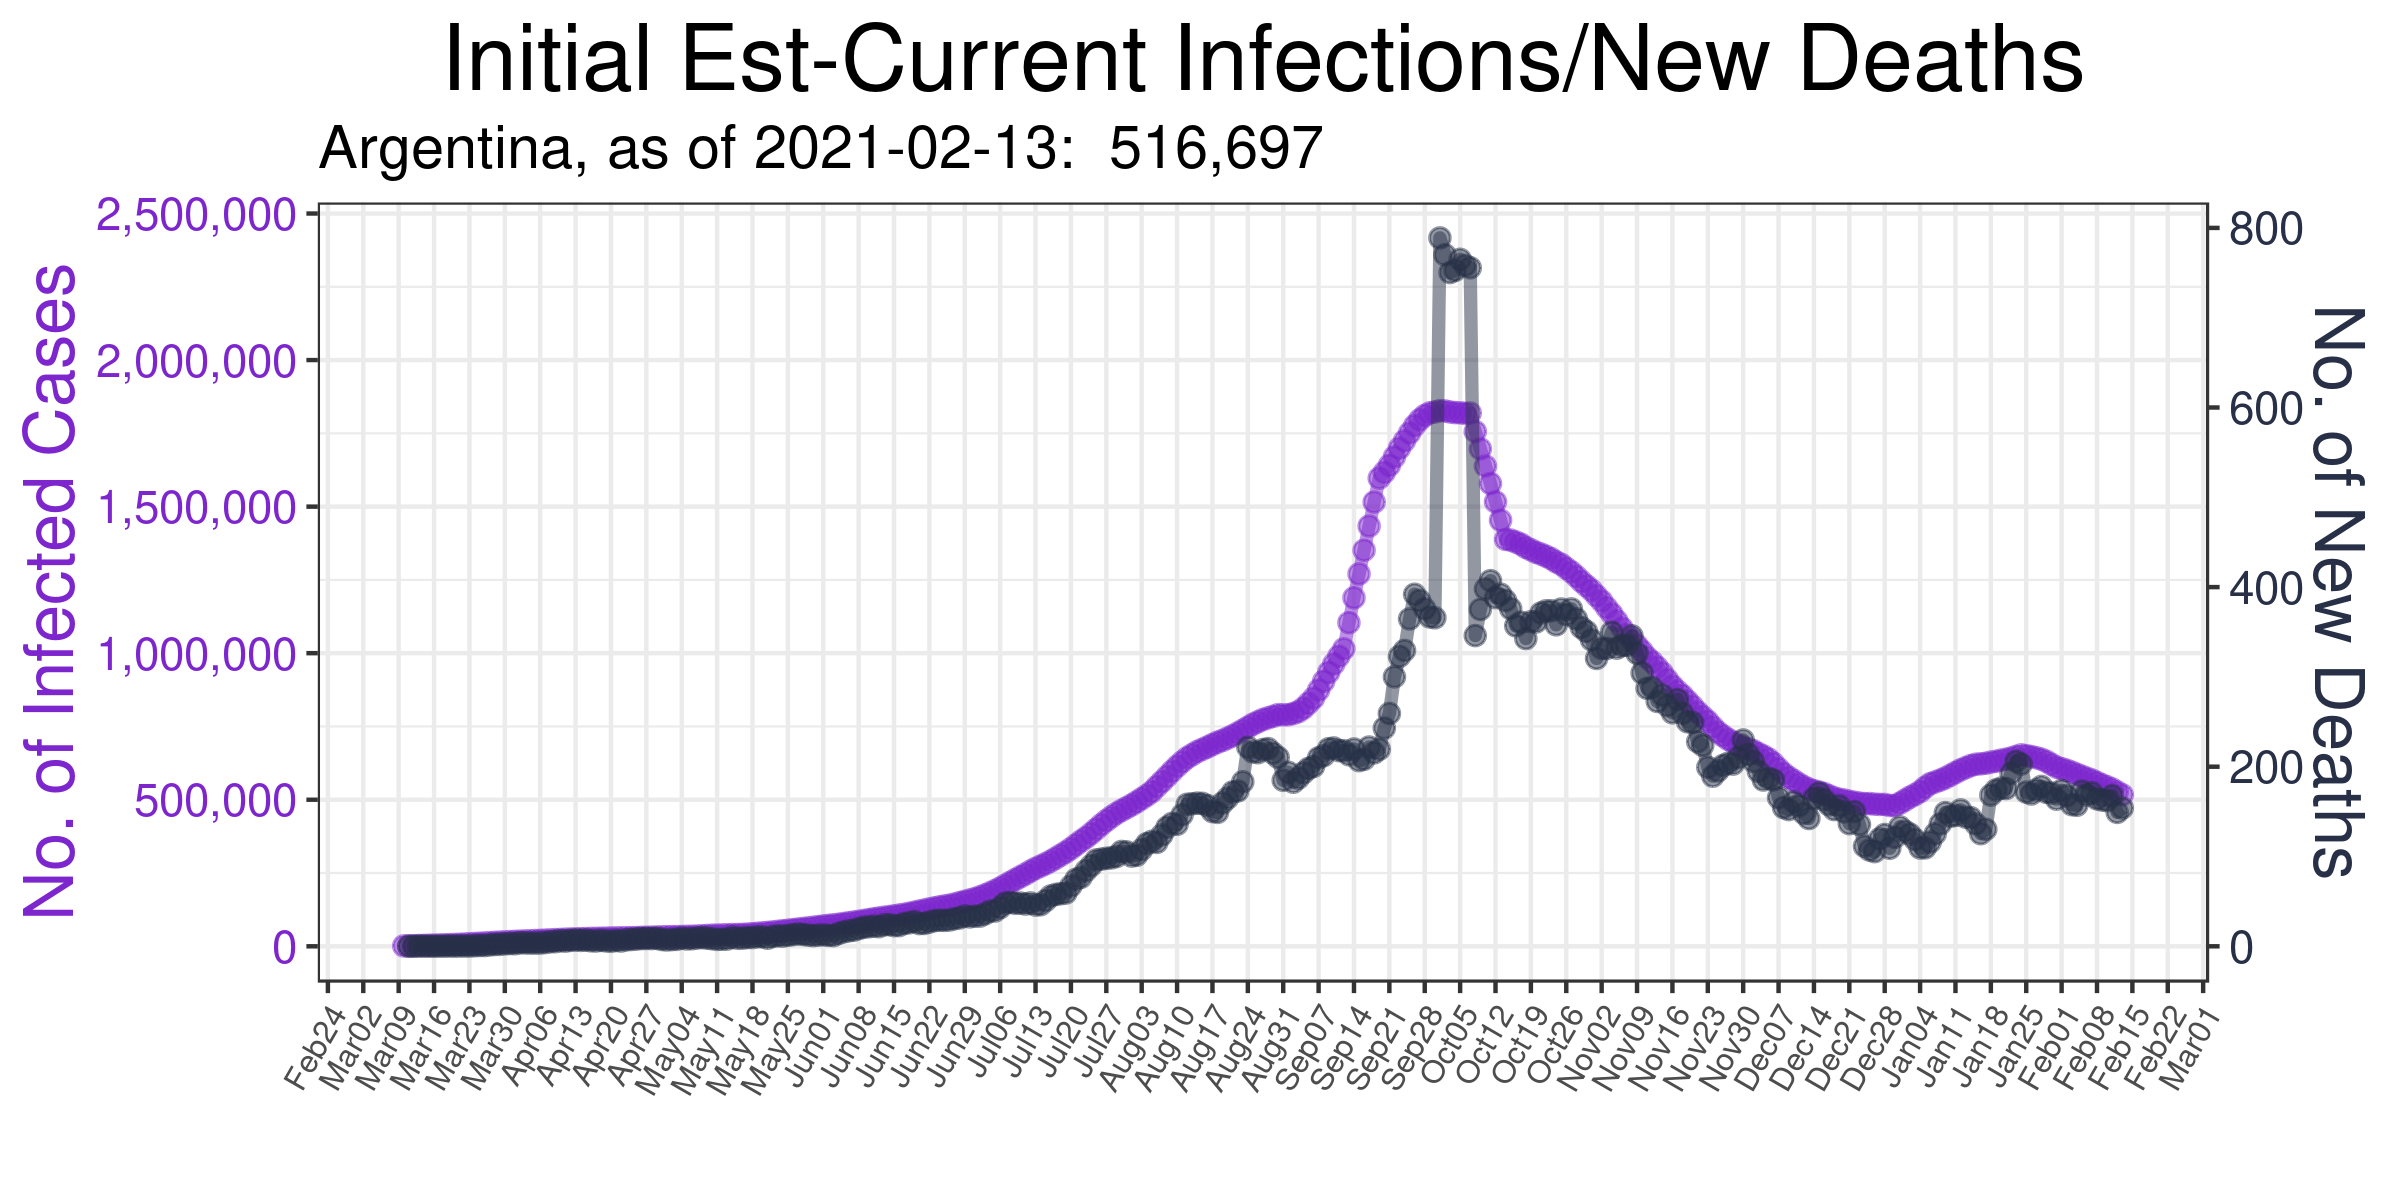 Initial Est-Current Infections/New Deaths
Argentina, as of 2021-02-13:  516,697
No. of Infected Cases
2,500,000
2,000,000
1,500,000
1,000,000
500,000
0
800
600
400
200
0
No. of New Deaths
Feb24
Mar02
Mar09
Mar16
Mar23
Mar30
Apr06
Apr13
Apr20
Apr27
May04
May11
May18
May25
Jun01
Jun08
Jun15
Jun22
Jun29
Jul06
Jul13
Jul20
Jul27
Aug03
Aug10
Aug17
Aug24
Aug31
Sep07
Sep14
Sep21
Sep28
Oct05
Oct12
Oct19
Oct26
Nov02
Nov09
Nov16
Nov23
Nov30
Dec07
Dec14
Dec21
Dec28
Jan04
Jan11
Jan18
Jan25
Feb01
Feb08
Feb15
Feb22
Mar01